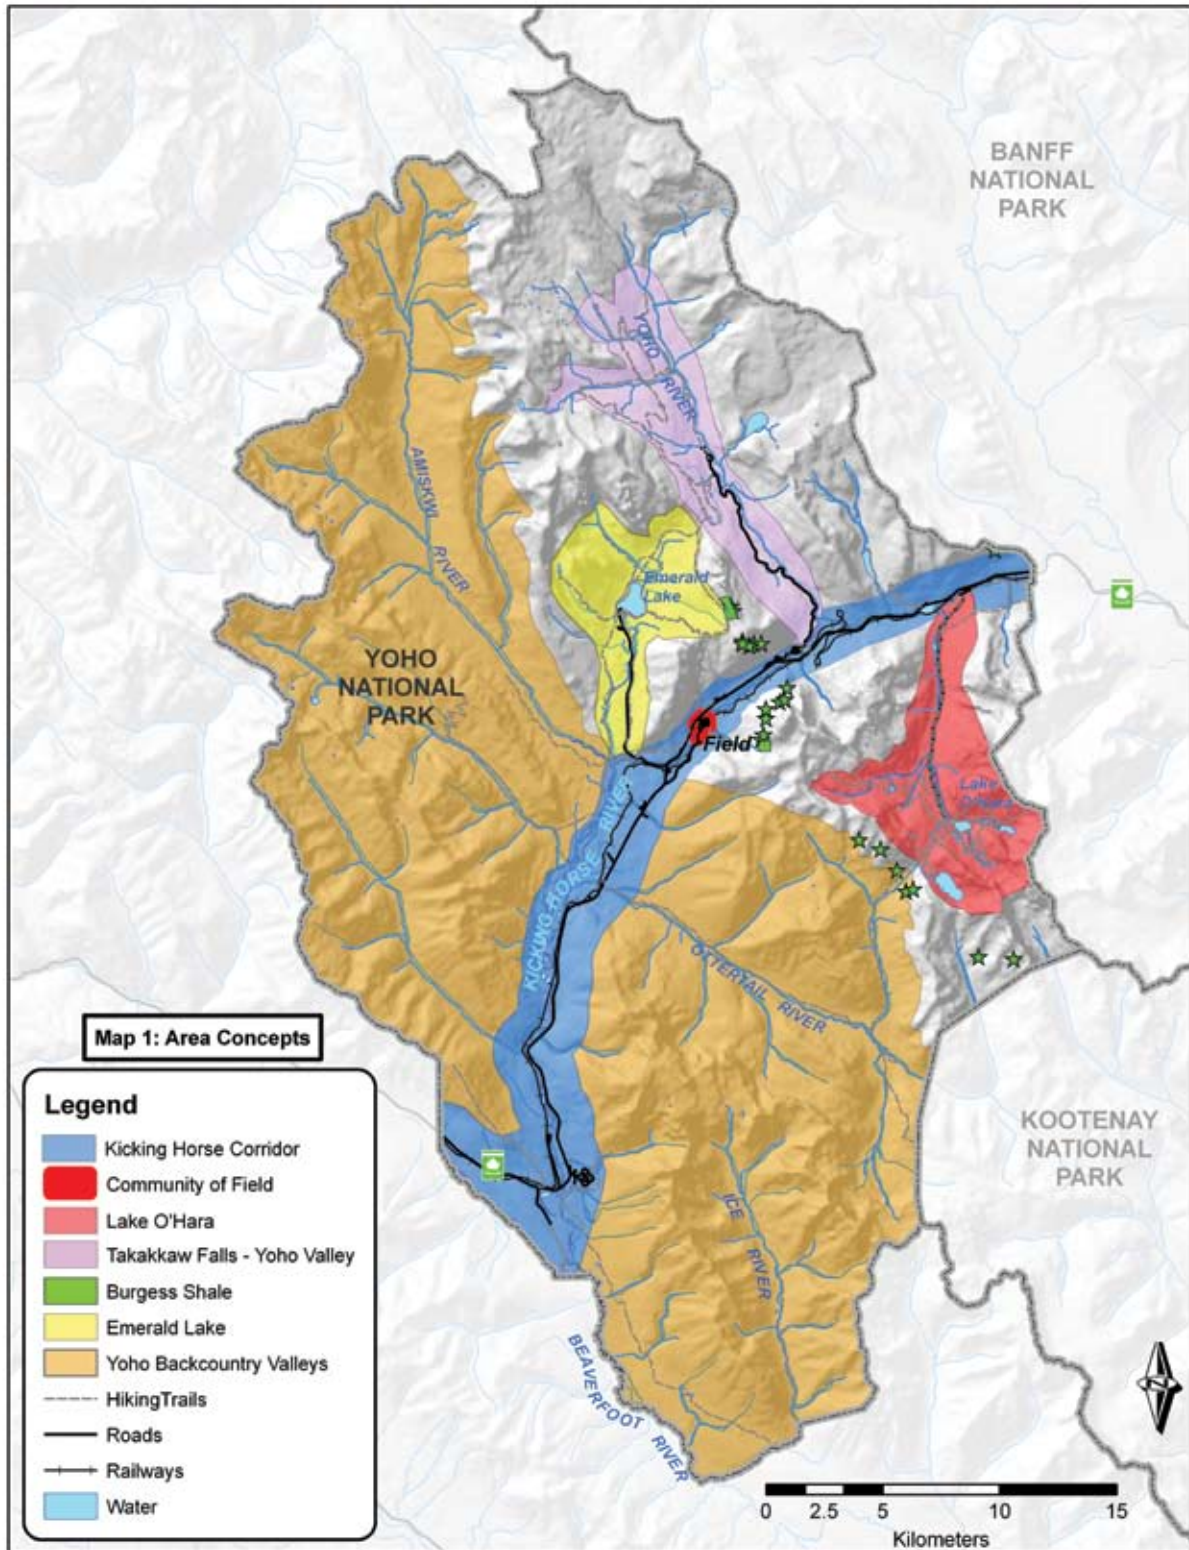 BANFF
NATIONAL
PARK
YOHO
RIVER
AMISKWI
RIVER
Emerald
Lake
YOHO
NATIONAL
PARK
Field
Lake
O'Hara
KICKING HORSE RIVER
OTTERTAIL RIVER
Map 1: Area Concepts
KOOTENAY
NATIONAL
PARK
ICE
RIVER
BEAVERFOOT RIVER
Legend
Kicking Horse Corridor
Community of Field
Lake O'Hara
Takakkaw Falls - Yoho Valley
Burgess Shale
Emerald Lake
Yoho Backcountry Valleys
HikingTrails
Roads
Railways
Water
N
0 2.5 5 10 15
Kilometers